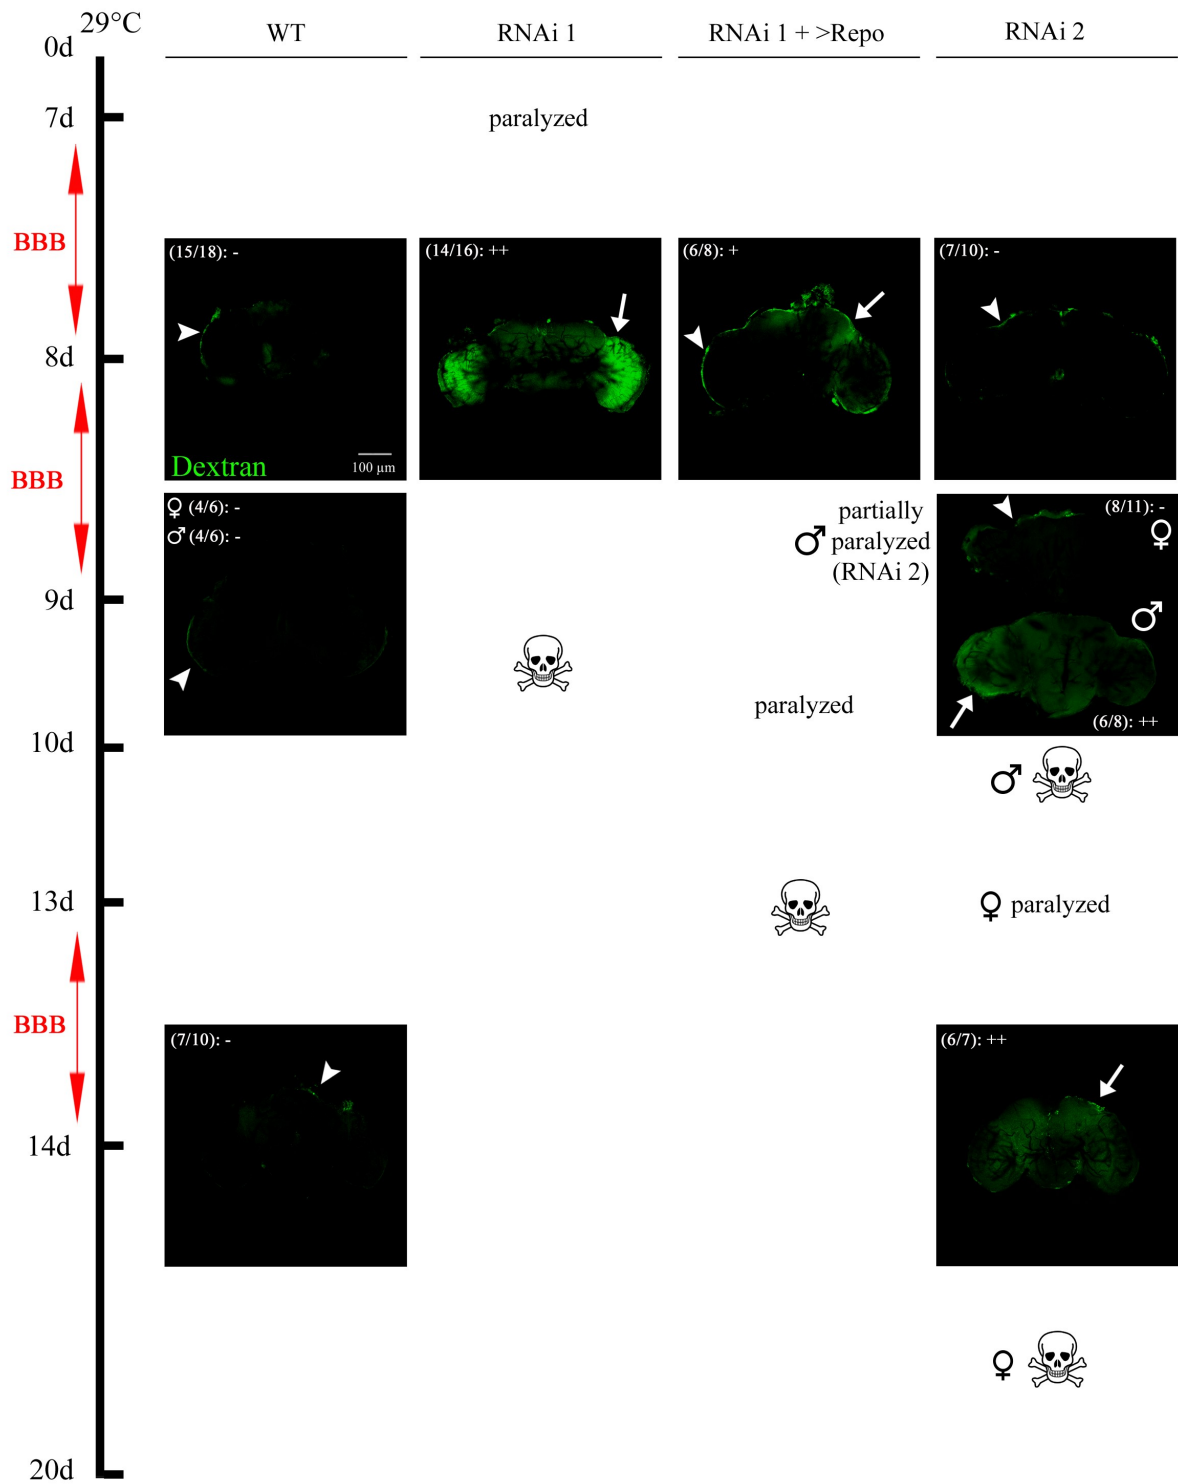 29°C
WT
RNAi 1
RNAi 1 + >Repo
RNAi 2
0d
7d
paralyzed
BBB
(15/18): -
(14/16): ++
(6/8): +
(7/10): -
8d
Dextran
100 µm
BBB
♀ (4/6): -
♂ (4/6): -
♂ partially
paralyzed
(RNAi 2)
(8/11): -
♀
9d
♂
paralyzed
(6/8): ++
10d
♂
13d
♀ paralyzed
BBB
(7/10): -
(6/7): ++
14d
♀
20d